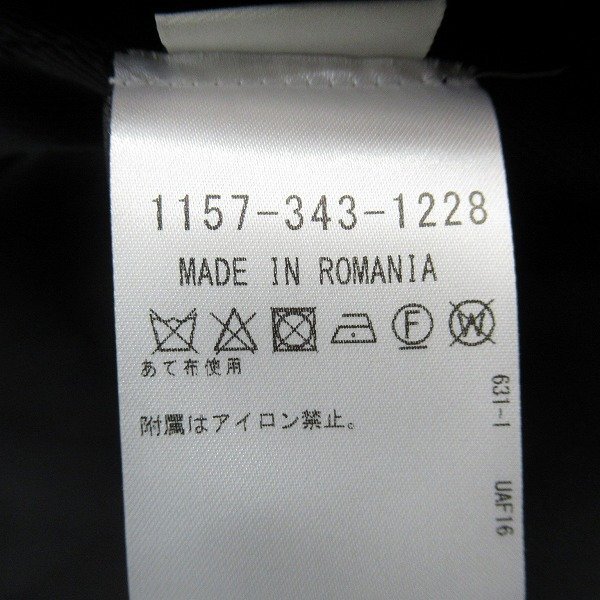 1157-343-1228
MADE IN ROMANIA
F W
あて布使用
附属はアイロン禁止。
631-1 UAF16